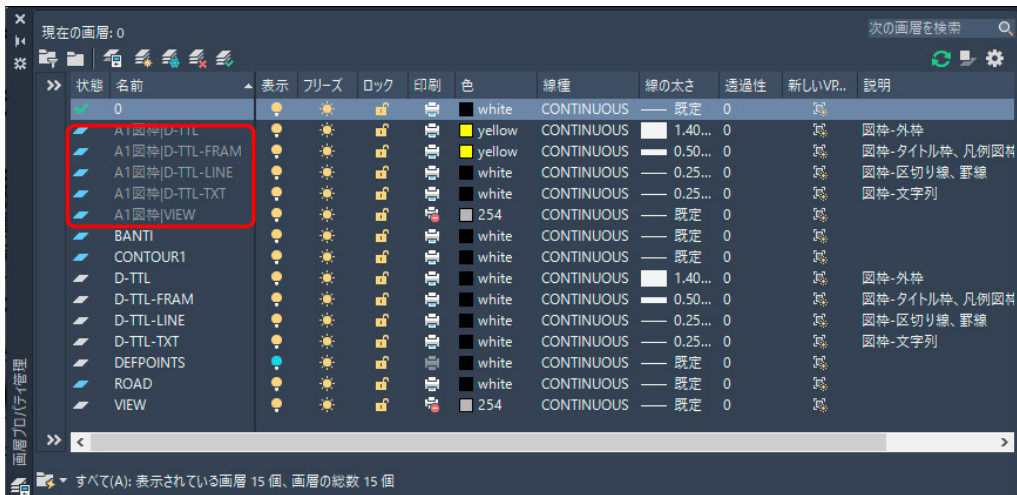 現在の画層: 0
次の画層を検索
状態 名前 表示 フリーズ ロック 印刷 色 線種 線の太さ 透過性 新しいVP... 説明
0 white CONTINUOUS 既定 0
A1図枠|D-TTL yellow CONTINUOUS 1.40... 0 図枠-外枠
A1図枠|D-TTL-FRAM yellow CONTINUOUS 0.50... 0 図枠-タイトル枠、凡例図枠
A1図枠|D-TTL-LINE white CONTINUOUS 0.25... 0 図枠-区切り線、罫線
A1図枠|D-TTL-TXT white CONTINUOUS 0.25... 0 図枠-文字列
A1図枠|VIEW 254 CONTINUOUS 既定 0
BANTI white CONTINUOUS 既定 0
CONTOUR1 white CONTINUOUS 既定 0
D-TTL white CONTINUOUS 1.40... 0 図枠-外枠
D-TTL-FRAM white CONTINUOUS 0.50... 0 図枠-タイトル枠、凡例図枠
D-TTL-LINE white CONTINUOUS 0.25... 0 図枠-区切り線、罫線
D-TTL-TXT white CONTINUOUS 0.25... 0 図枠-文字列
DEFPOINTS white CONTINUOUS 既定 0
ROAD white CONTINUOUS 既定 0
VIEW 254 CONTINUOUS 既定 0
画層プロパティ管理
すべて(A): 表示されている画層 15 個、画層の総数 15 個